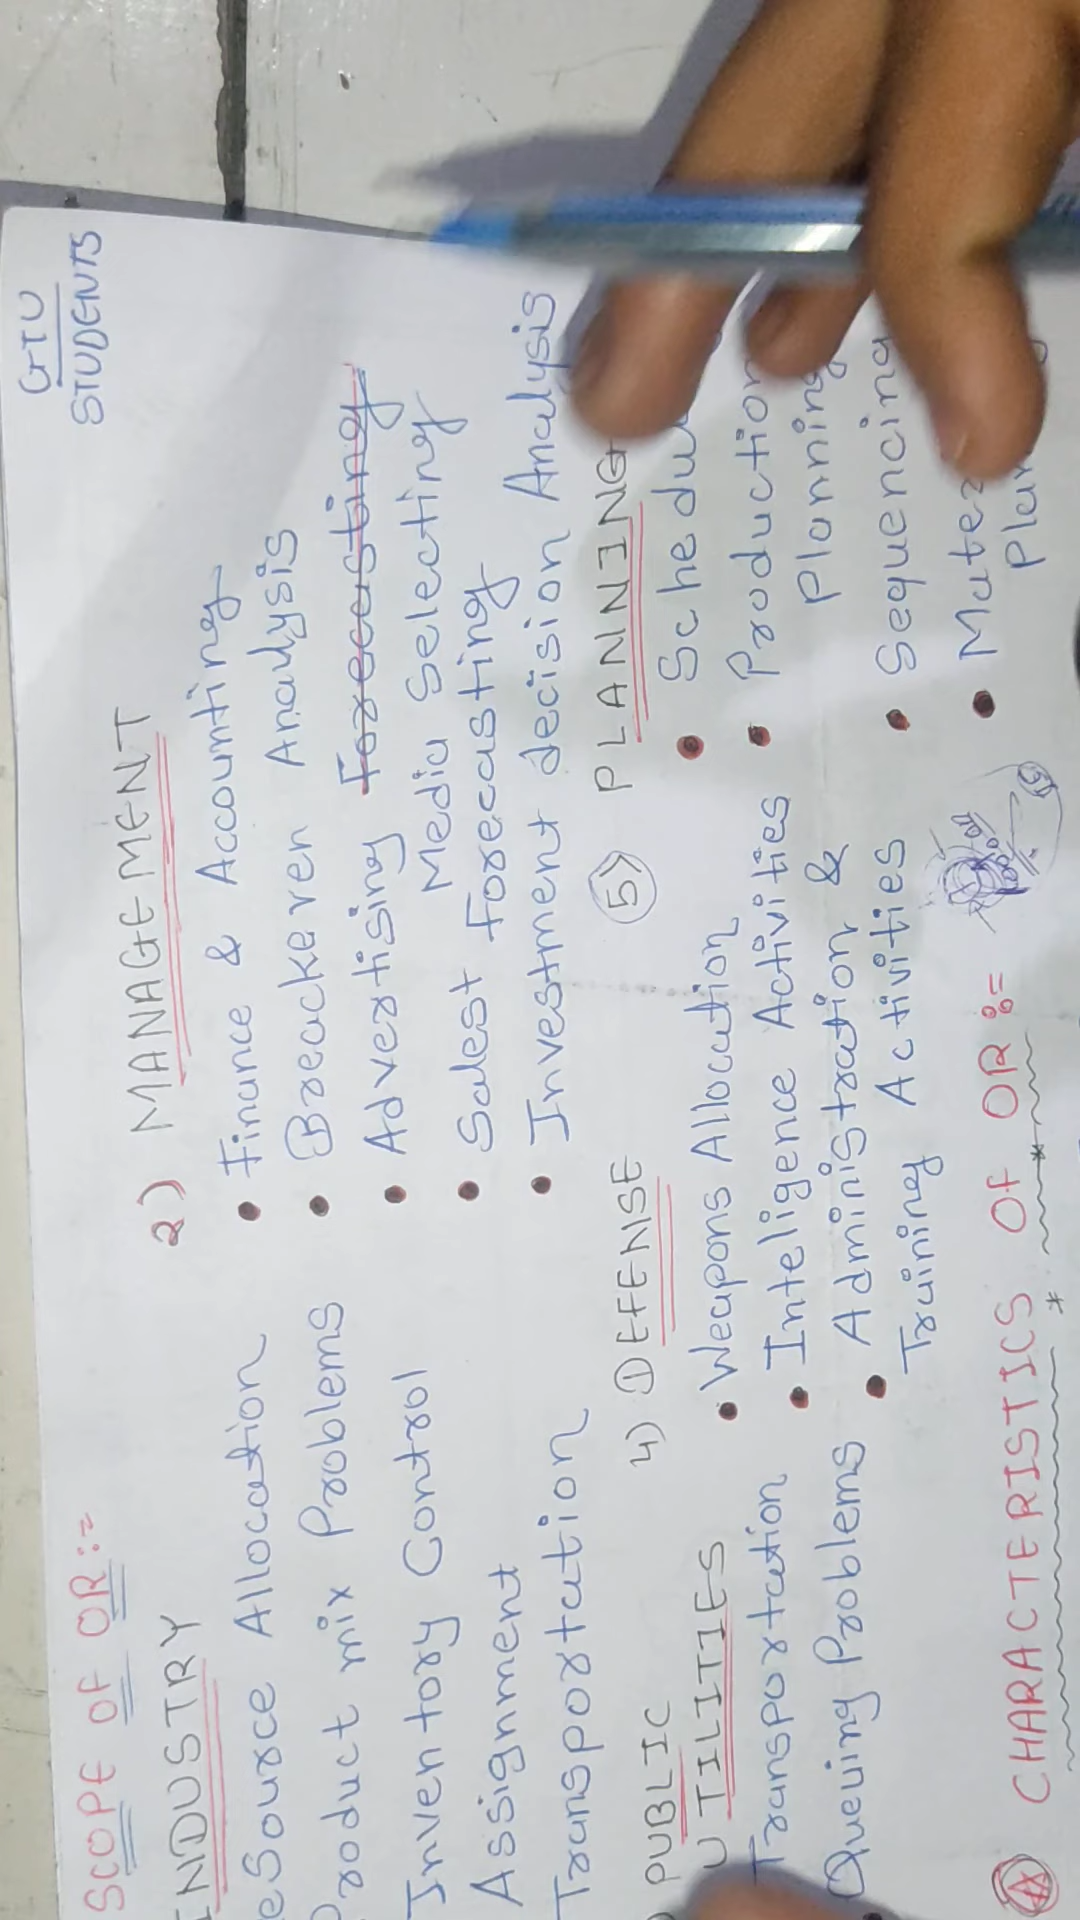 GTU
STUDENTS
SCOPE OF OR :=
INDUSTRY
eSource Allocation
Product mix Problems
Inventory Control
Assignment
Transportation
2) MANAGEMENT
• Finance & Accounting
• Breackeven Analysis
• Advertising Forecasting
Media Selecting
• Salest Forecasting
• Investment decision Analysis
) PUBLIC
UTILITIES
Transportation
• Queuing Problems
4) DEFENSE
• Weapons Allocation
• Inteligence Activities
• Administration &
Training Activities
5) PLANNING
• Schedu
• Production
Planning
• Sequencing
• Mater
Plan
(A) CHARACTERISTICS OF OR :=